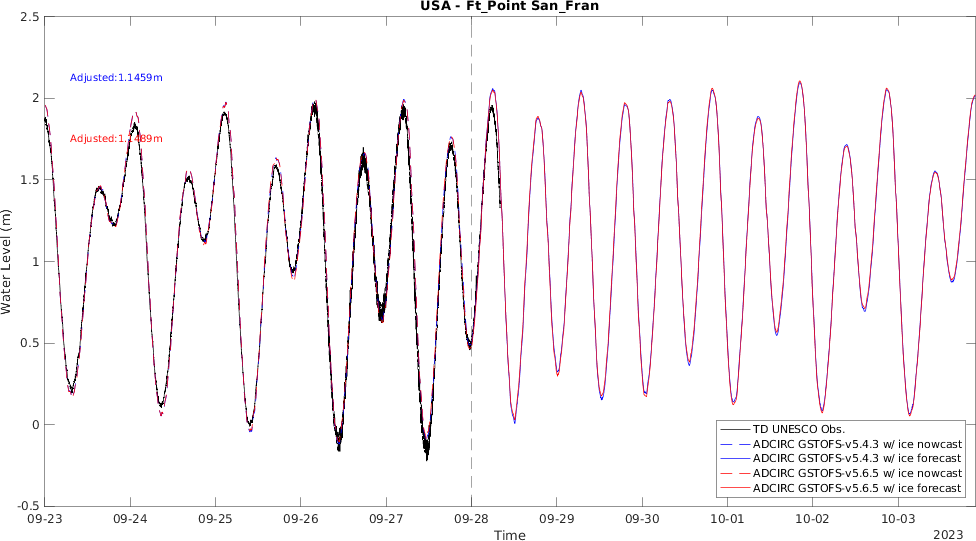 USA - Ft_Point San_Fran
2.5
2
1.5
1
0.5
0
-0.5
Water Level (m)
Adjusted:1.1459m
Adjusted:1.1489m
TD UNESCO Obs.
ADCIRC GSTOFS-v5.4.3 w/ ice nowcast
ADCIRC GSTOFS-v5.4.3 w/ ice forecast
ADCIRC GSTOFS-v5.6.5 w/ ice nowcast
ADCIRC GSTOFS-v5.6.5 w/ ice forecast
09-23 09-24 09-25 09-26 09-27 09-28 09-29 09-30 10-01 10-02 10-03
Time
2023